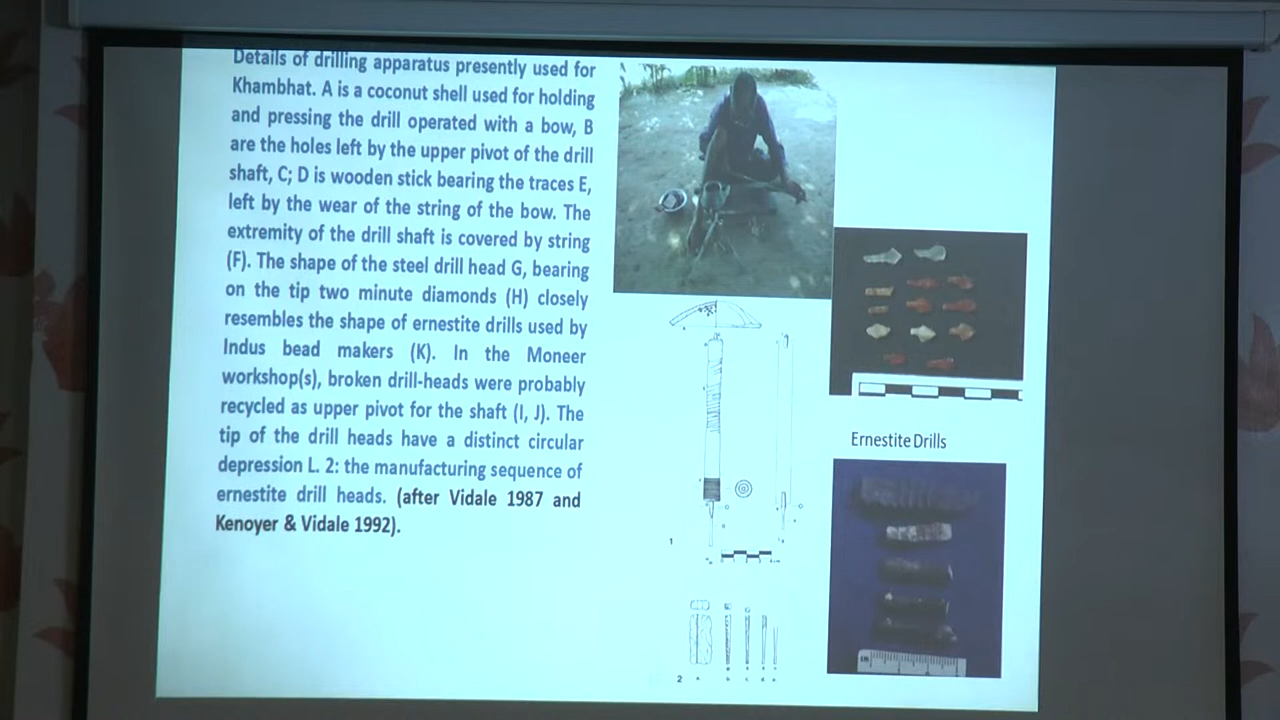 Details of drilling apparatus presently used for
Khambhat. A is a coconut shell used for holding
and pressing the drill operated with a bow, B
are the holes left by the upper pivot of the drill
shaft, C; D is wooden stick bearing the traces E,
left by the wear of the string of the bow. The
extremity of the drill shaft is covered by string
(F). The shape of the steel drill head G, bearing
on the tip two minute diamonds (H) closely
resembles the shape of ernestite drills used by
Indus bead makers (K). In the Moneer
workshop(s), broken drill-heads were probably
recycled as upper pivot for the shaft (I, J). The
tip of the drill heads have a distinct circular
depression L. 2: the manufacturing sequence of
ernestite drill heads. (after Vidale 1987 and
Kenoyer & Vidale 1992).
Ernestite Drills
1
2